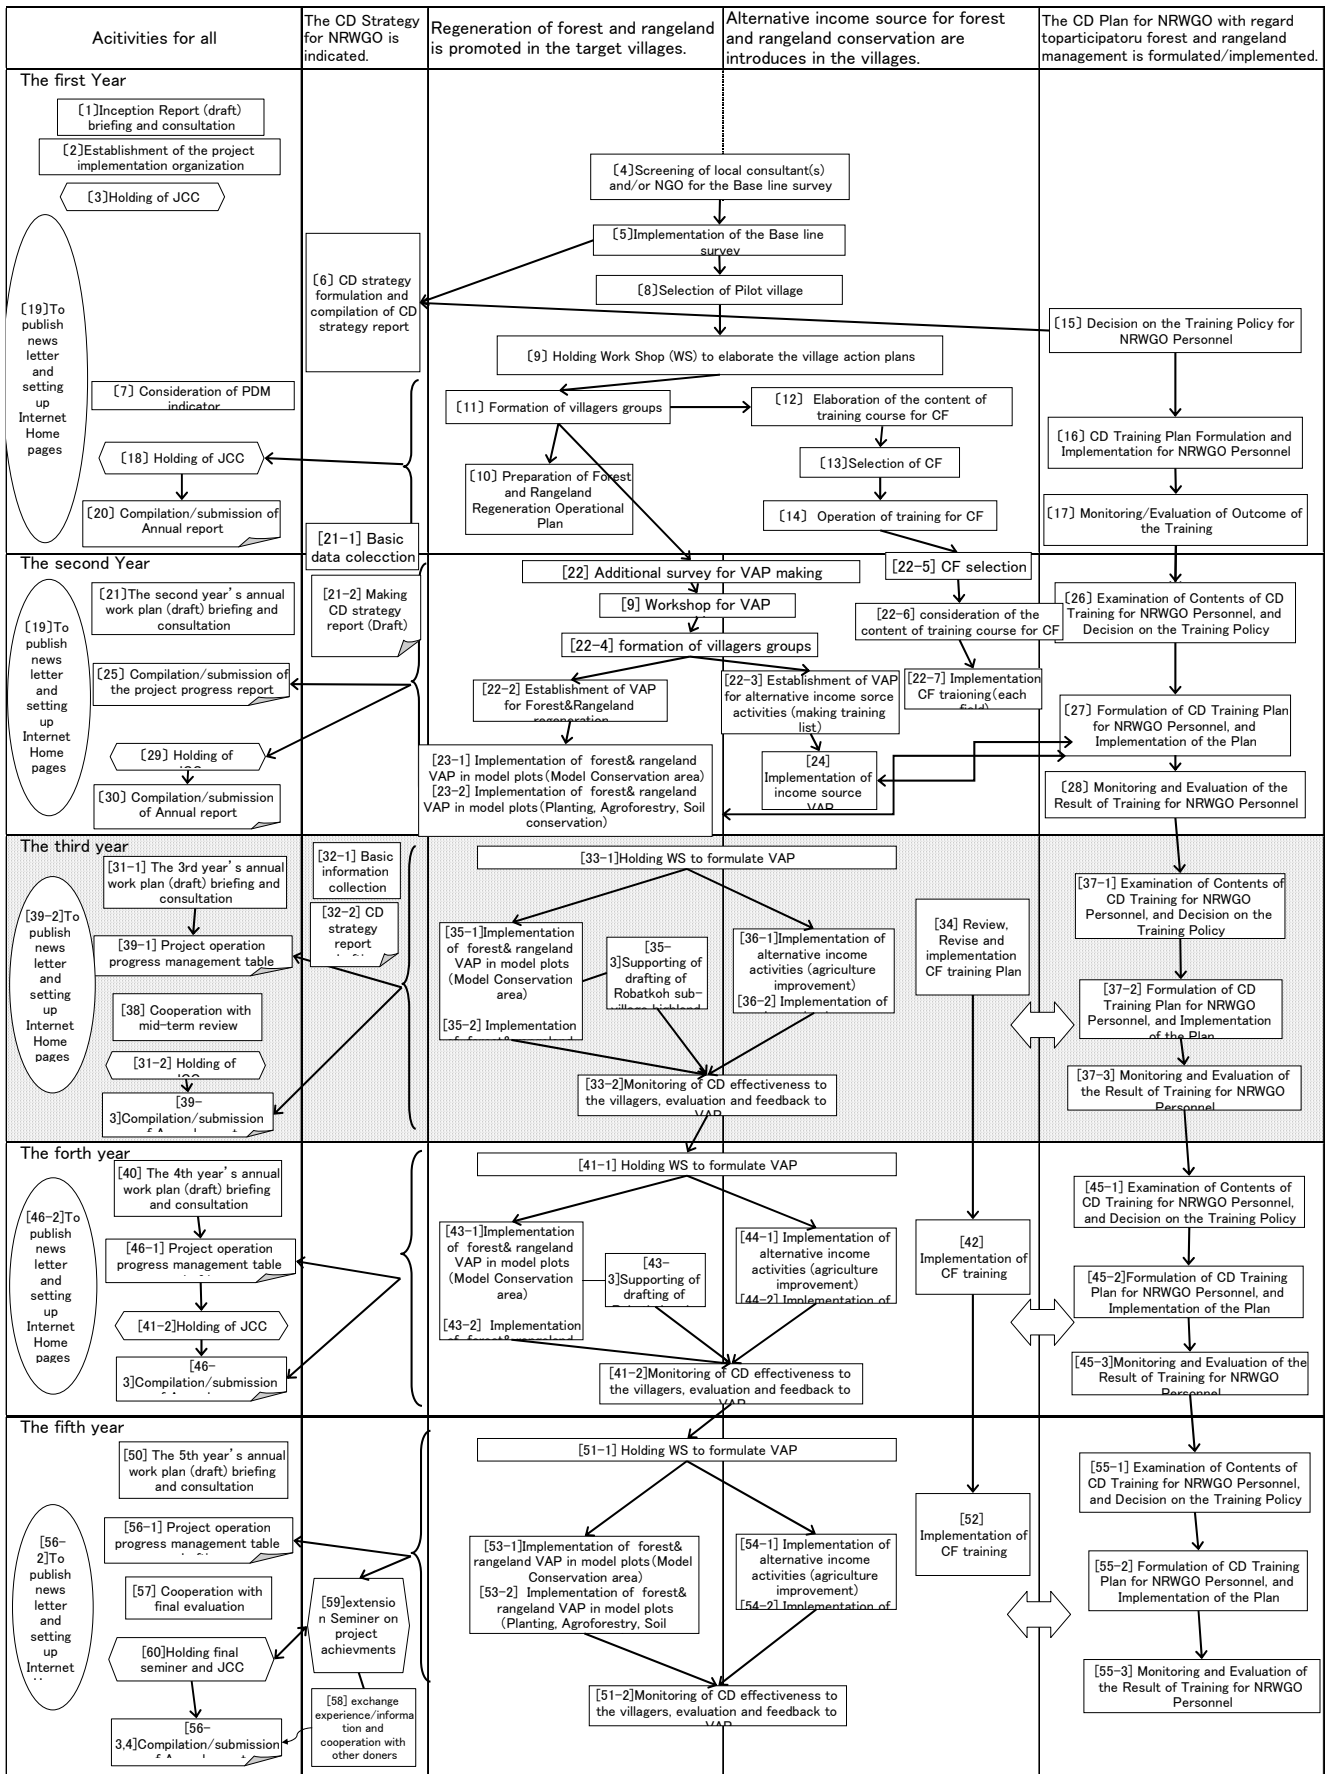 Acitivities for all
The CD Strategy
for NRWGO is
indicated.
Regeneration of forest and rangeland
is promoted in the target villages.
Alternative income source for forest
and rangeland conservation are
introduces in the villages.
The CD Plan for NRWGO with regard
toparticipatoru forest and rangeland
management is formulated/implemented.
The first Year
〔1〕Inception Report (draft)
briefing and consultation
〔2〕Establishment of the project
implementation organization
〔3〕Holding of JCC
〔4〕Screening of local consultant(s)
and/or NGO for the Base line survey
〔5〕Implementation of the Base line
survey
〔6〕 CD strategy
formulation and
compilation of CD
strategy report
〔8〕Selection of Pilot village
〔19〕To
publish
news
letter
and
setting
up
Internet
Home
pages
〔15〕 Decision on the Training Policy for
NRWGO Personnel
〔9〕 Holding Work Shop (WS) to elaborate the village action plans
〔7〕 Consideration of PDM
indicator
〔11〕 Formation of villagers groups
〔12〕 Elaboration of the content of
training course for CF
〔16〕 CD Training Plan Formulation and
Implementation for NRWGO Personnel
〔18〕 Holding of JCC
〔13〕Selection of CF
〔10〕 Preparation of Forest
and Rangeland
Regeneration Operational
Plan
〔20〕 Compilation/submission of
Annual report
〔14〕 Operation of training for CF
〔17〕 Monitoring/Evaluation of Outcome of
the Training
[21-1] Basic
data colecction
The second Year
[22] Additional survey for VAP making
[22-5] CF selection
〔21〕The second year's annual
work plan (draft) briefing and
consultation
[21-2] Making
CD strategy
report (Draft)
[9] Workshop for VAP
[22-6] consideration of the
content of training course for CF
〔26〕 Examination of Contents of CD
Training for NRWGO Personnel, and
Decision on the Training Policy
〔19〕To
publish
news
letter
and
setting
up
Internet
Home
pages
[22-4] formation of villagers groups
〔25〕 Compilation/submission of
the project progress report
[22-2] Establishment of VAP
for Forest&Rangeland
regeneration
[22-3] Establishment of VAP
for alternative income sorce
activities (making training
list)
[22-7] Implementation
CF traioning(each
field)
〔27〕 Formulation of CD Training Plan
for NRWGO Personnel, and
Implementation of the Plan
〔29〕 Holding of
JCC
[23-1] Implementation of forest& rangeland
VAP in model plots(Model Conservation area)
[23-2] Implementation of forest& rangeland
VAP in model plots(Planting, Agroforestry, Soil
conservation)
[24]
Implementation of
income source
VAP
〔30〕 Compilation/submission
of Annual report
〔28〕 Monitoring and Evaluation of the
Result of Training for NRWGO Personnel
The third year
[31-1] The 3rd year's annual
work plan (draft) briefing and
consultation
[32-1] Basic
information
collection
[33-1]Holding WS to formulate VAP
[39-2]To
publish
news
letter
and
setting
up
Internet
Home
pages
[32-2] CD
strategy
report
[37-1] Examination of Contents of
CD Training for NRWGO
Personnel, and Decision on the
Training Policy
[34] Review,
Revise and
implementation
CF training Plan
[39-1] Project operation
progress management table
[35-1]Implementation
of forest& rangeland
VAP in model plots
(Model Conservation
area)
[35-2] Implementation
of forest& rangeland
[35-
3]Supporting of
drafting of
Robatkoh sub-
village highland
[36-1]Implementation of
alternative income
activities (agriculture
improvement)
[36-2] Implementation of
[38] Cooperation with
mid-term review
[37-2] Formulation of CD
Training Plan for NRWGO
Personnel, and Implementation
of the Plan
[31-2] Holding of
JCC
[33-2]Monitoring of CD effectiveness to
the villagers, evaluation and feedback to
VAP
[37-3] Monitoring and Evaluation of
the Result of Training for NRWGO
Personnel
[39-
3]Compilation/submission
The forth year
[40] The 4th year's annual
work plan (draft) briefing
and consultation
[41-1] Holding WS to formulate VAP
[45-1] Examination of Contents of
CD Training for NRWGO Personnel,
and Decision on the Training Policy
[46-2]To
publish
news
letter
and
setting
up
Internet
Home
pages
[46-1] Project operation
progress management table
[43-1]Implementation
of forest& rangeland
VAP in model plots
(Model Conservation
area)
[43-2] Implementation
of forest& rangeland
[43-
3]Supporting of
drafting of
[44-1] Implementation of
alternative income
activities (agriculture
improvement)
[44-2] Implementation of
[42]
Implementation of
CF training
[45-2]Formulation of CD Training
Plan for NRWGO Personnel, and
Implementation of the Plan
[41-2]Holding of JCC
[46-
3]Compilation/submission
[41-2]Monitoring of CD effectiveness to
the villagers, evaluation and feedback to
VAP
[45-3]Monitoring and Evaluation of the
Result of Training for NRWGO
Personnel
The fifth year
[50] The 5th year's annual
work plan (draft) briefing
and consultation
[51-1] Holding WS to formulate VAP
[55-1] Examination of Contents of
CD Training for NRWGO Personnel,
and Decision on the Training Policy
[56-
2]To
publish
news
letter
and
setting
up
Internet
[56-1] Project operation
progress management table
[52]
Implementation of
CF training
[53-1]Implementation of forest&
rangeland VAP in model plots(Model
Conservation area)
[53-2] Implementation of forest&
rangeland VAP in model plots
(Planting, Agroforestry, Soil
[54-1] Implementation of
alternative income
activities (agriculture
improvement)
[54-2] Implementation of
[55-2] Formulation of CD Training
Plan for NRWGO Personnel, and
Implementation of the Plan
[57] Cooperation with
final evaluation
[59]extensio
n Seminer on
project
achievments
[60]Holding final
seminer and JCC
[55-3] Monitoring and Evaluation of
the Result of Training for NRWGO
Personnel
[51-2]Monitoring of CD effectiveness to
the villagers, evaluation and feedback to
VAP
[58] exchange
experience/informa
tion and
cooperation with
other doners
[56-
3,4]Compilation/submission